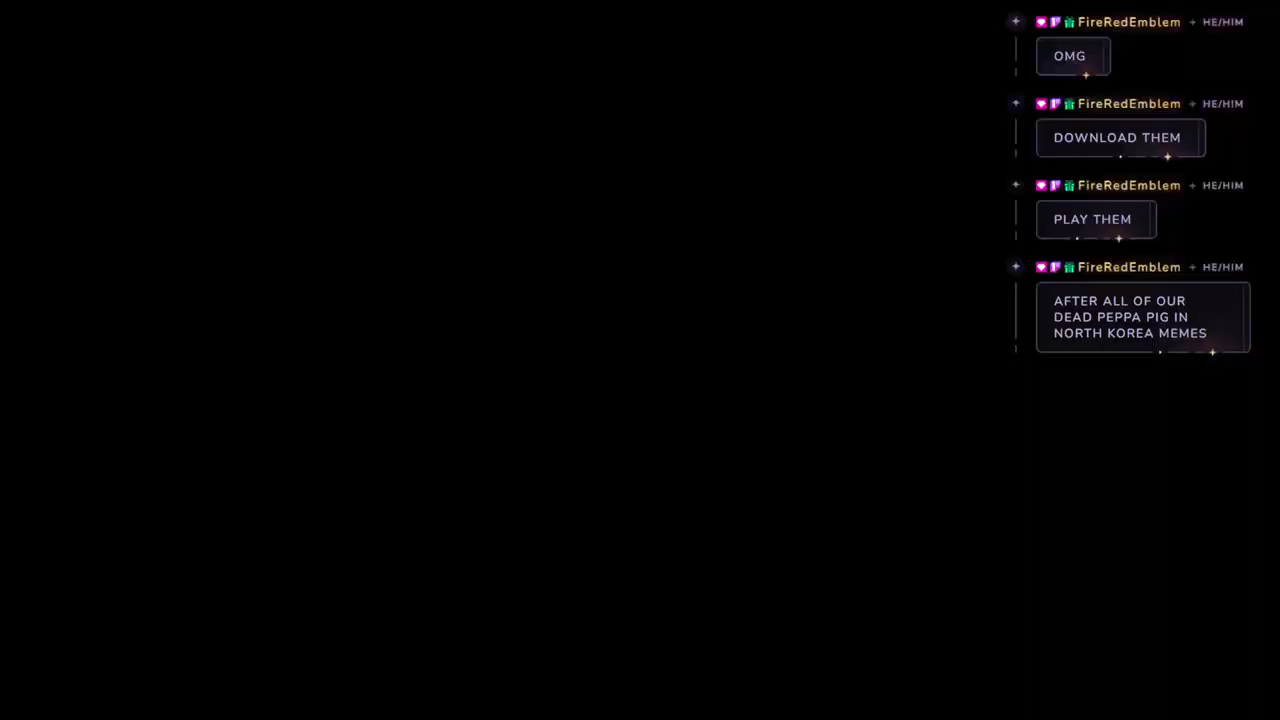 FireRedEmblem + HE/HIM
OMG
FireRedEmblem + HE/HIM
DOWNLOAD THEM
FireRedEmblem + HE/HIM
PLAY THEM
FireRedEmblem + HE/HIM
AFTER ALL OF OUR
DEAD PEPPA PIG IN
NORTH KOREA MEMES